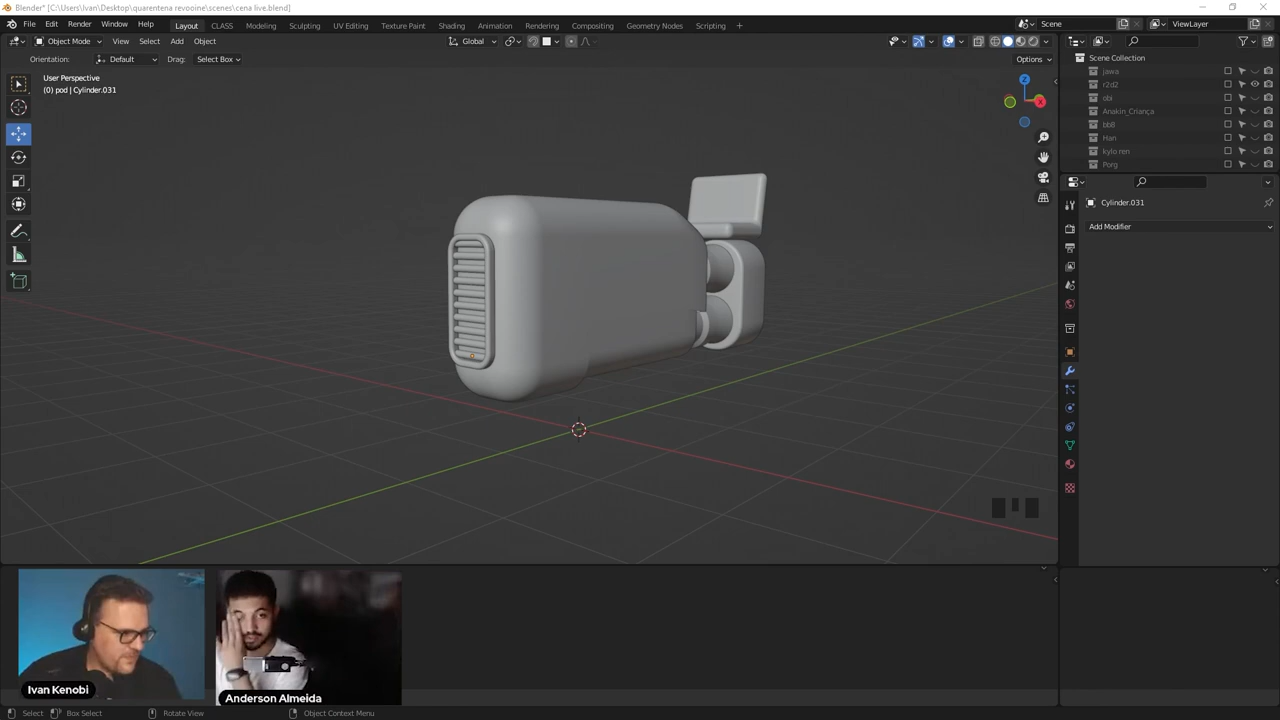 Blender* [C:\Users\Ivan\Desktop\quarentena revooine\scenes\cena live.blend]
File Edit Render Window Help Layout CLASS Modeling Sculpting UV Editing Texture Paint Shading Animation Rendering Compositing Geometry Nodes Scripting Scene ViewLayer
Object Mode View Select Add Object Global
Orientation: Default Drag: Select Box Options
User Perspective
(0) pod | Cylinder.031
Z
X
Scene Collection
jawa
r2d2
obi
Anakin_Criança
bb8
Han
kylo ren
Porg
Cylinder.031
Add Modifier
Ivan Kenobi
Anderson Almeida
Select Box Select Rotate View Object Context Menu